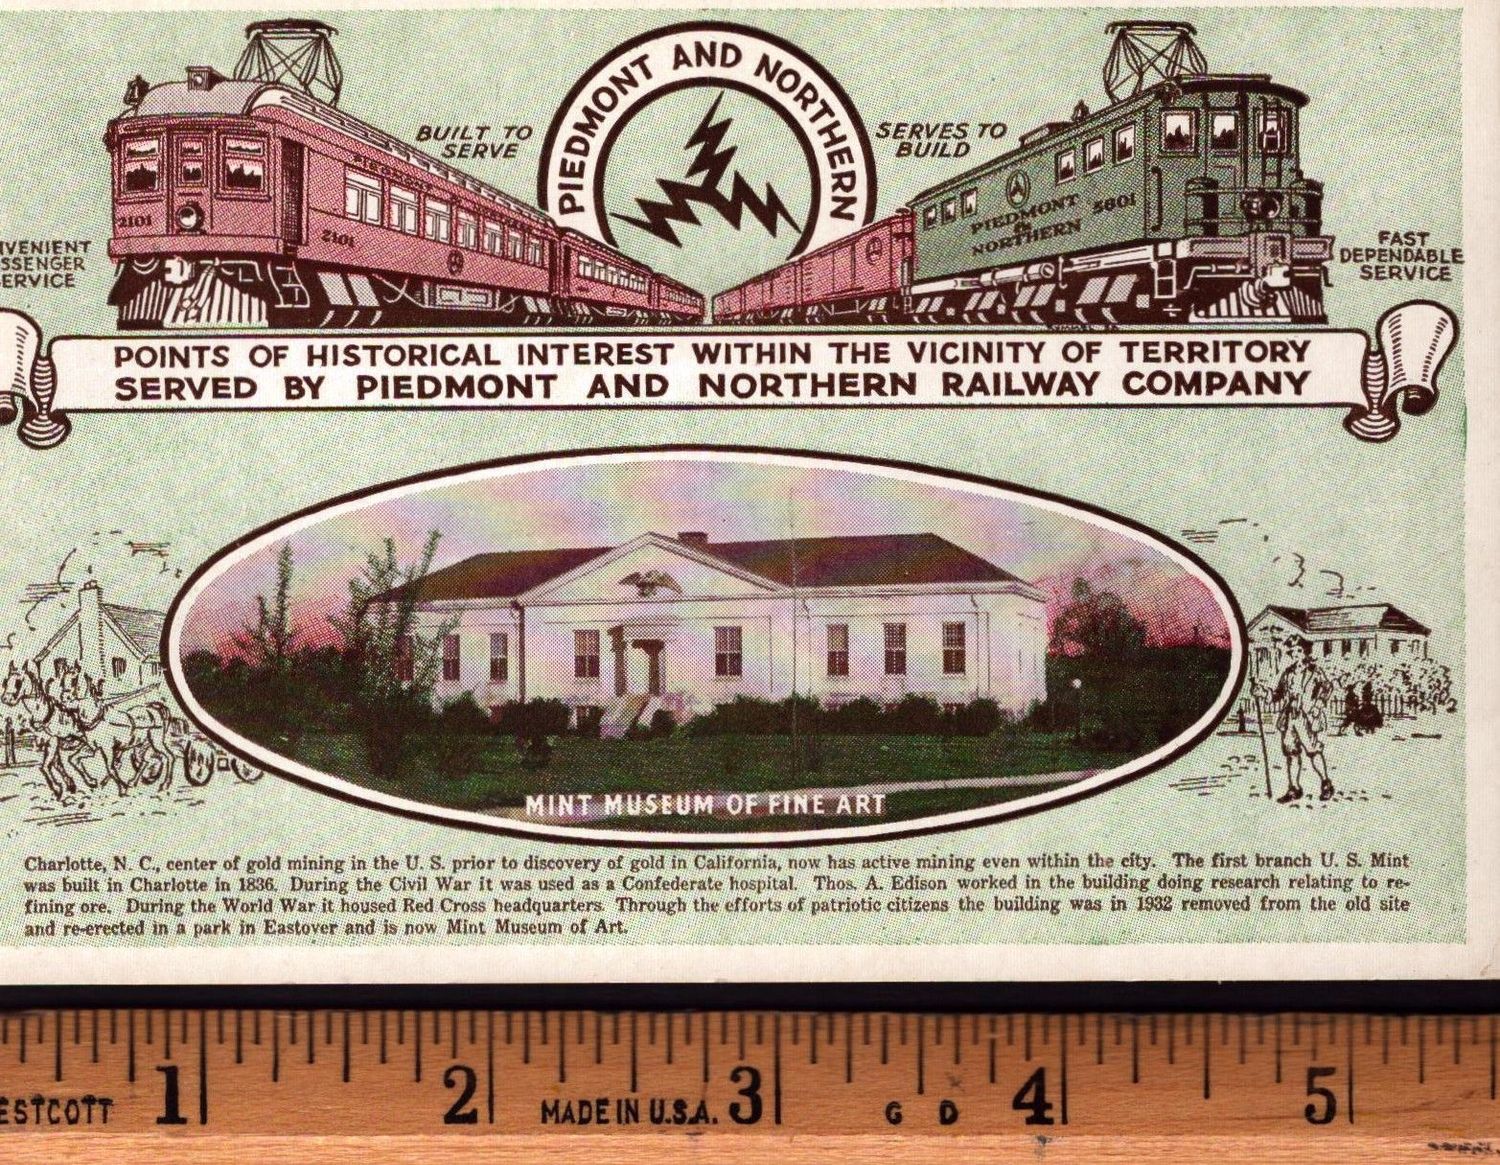 PIEDMONT AND NORTHERN
BUILT TO
SERVE
SERVES TO
BUILD
2101
2101
PIEDMONT
PIEDMONT
&
NORTHERN
5601
VENIENT
SSENGER
ERVICE
FAST
DEPENDABLE
SERVICE
POINTS OF HISTORICAL INTEREST WITHIN THE VICINITY OF TERRITORY
SERVED BY PIEDMONT AND NORTHERN RAILWAY COMPANY
MINT MUSEUM OF FINE ART
Charlotte, N. C., center of gold mining in the U. S. prior to discovery of gold in California, now has active mining even within the city. The first branch U. S. Mint
was built in Charlotte in 1836. During the Civil War it was used as a Confederate hospital. Thos. A. Edison worked in the building doing research relating to re-
fining ore. During the World War it housed Red Cross headquarters. Through the efforts of patriotic citizens the building was in 1932 removed from the old site
and re-erected in a park in Eastover and is now Mint Museum of Art.
1 2 3 4 5
ESTCOTT MADE IN U.S.A. G D